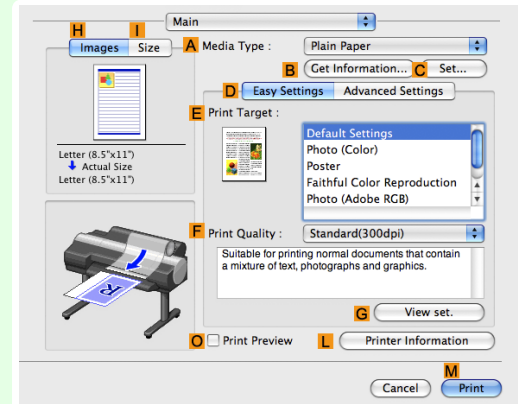 Main
H I
Images Size
A Media Type : Plain Paper
B Get Information... C Set...
D Easy Settings Advanced Settings
E Print Target :
Default Settings
Photo (Color)
Poster
Faithful Color Reproduction
Photo (Adobe RGB)
Letter (8.5"x11")
Actual Size
Letter (8.5"x11")
F Print Quality : Standard(300dpi)
Suitable for printing normal documents that contain
a mixture of text, photographs and graphics.
R
G View set.
O Print Preview L Printer Information
M
Cancel Print